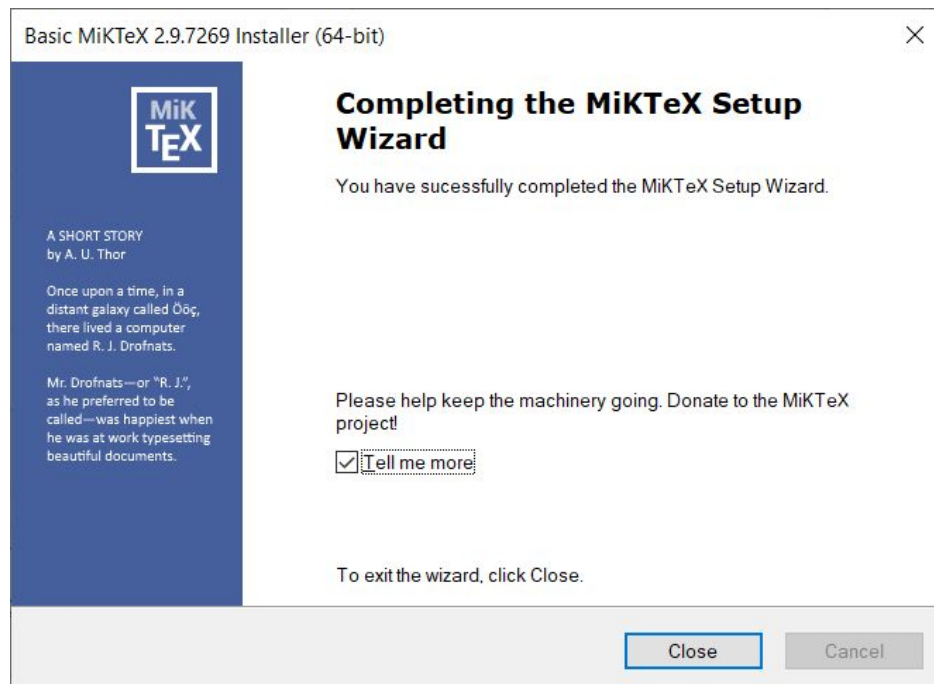 Basic MiKTeX 2.9.7269 Installer (64-bit)
MiK
TEX
A SHORT STORY
by A. U. Thor
Once upon a time, in a
distant galaxy called Ööç,
there lived a computer
named R. J. Drofnats.
Mr. Drofnats—or “R. J.”,
as he preferred to be
called—was happiest when
he was at work typesetting
beautiful documents.
Completing the MiKTeX Setup
Wizard
You have sucessfully completed the MiKTeX Setup Wizard.
Please help keep the machinery going. Donate to the MiKTeX
project!
Tell me more
To exit the wizard, click Close.
Close
Cancel